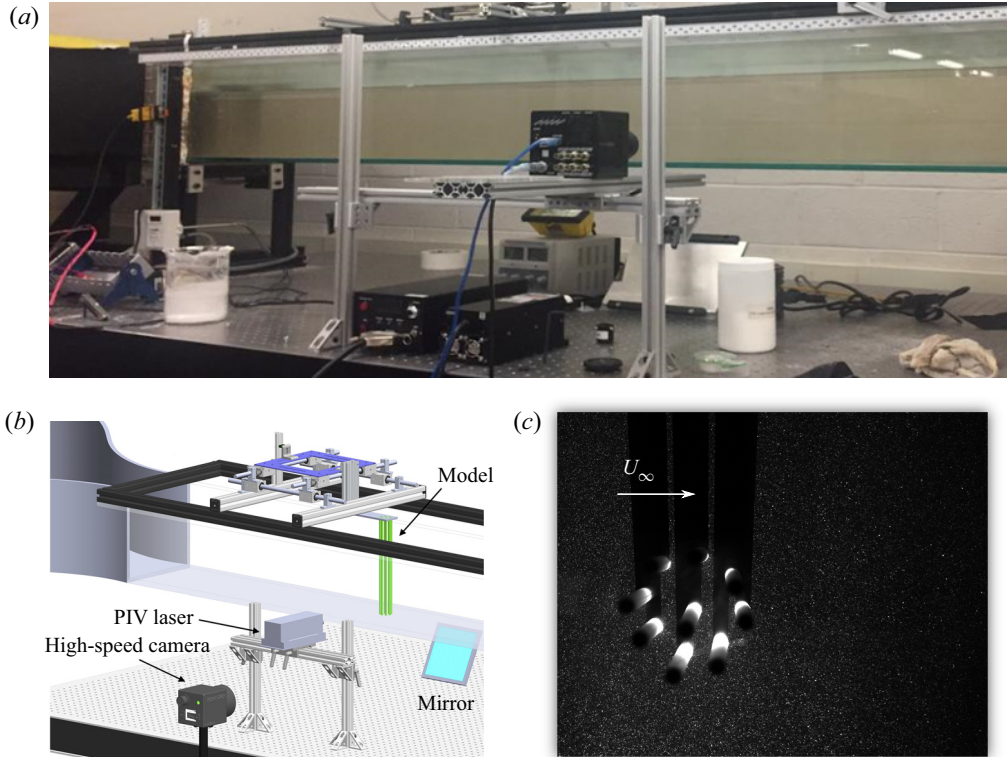 (a)
(b)
Model
PIV laser
High-speed camera
Mirror
(c)
U∞